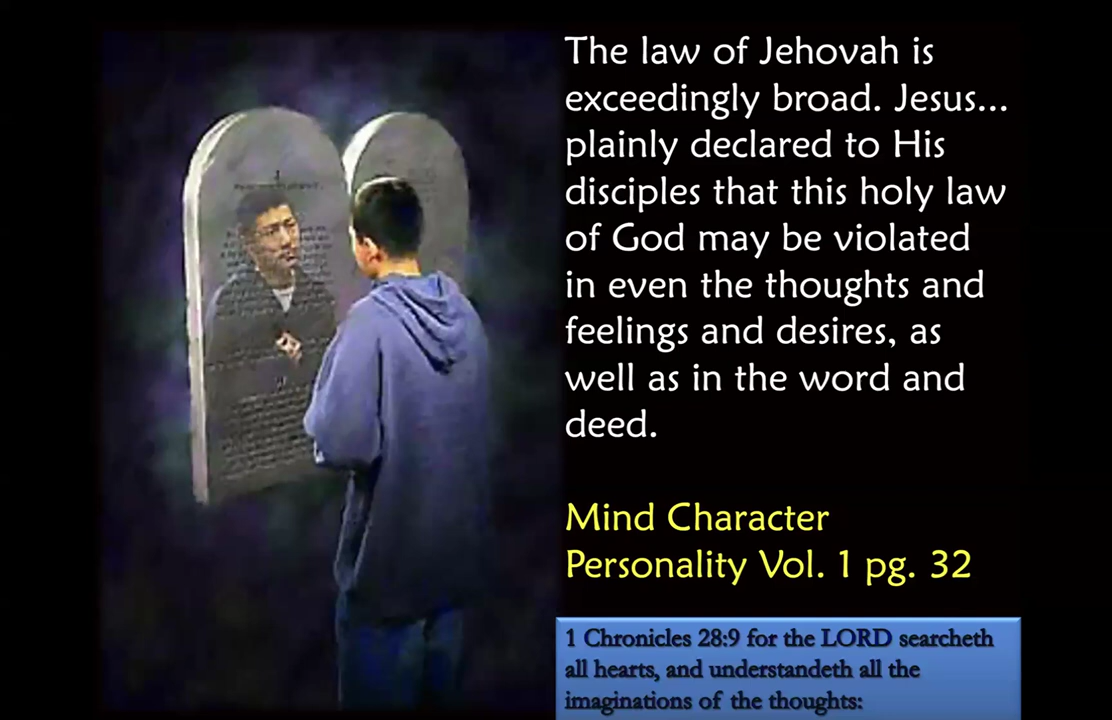 The law of Jehovah is
exceedingly broad. Jesus...
plainly declared to His
disciples that this holy law
of God may be violated
in even the thoughts and
feelings and desires, as
well as in the word and
deed.
Mind Character
Personality Vol. 1 pg. 32
1 Chronicles 28:9 for the LORD searcheth
all hearts, and understandeth all the
imaginations of the thoughts: